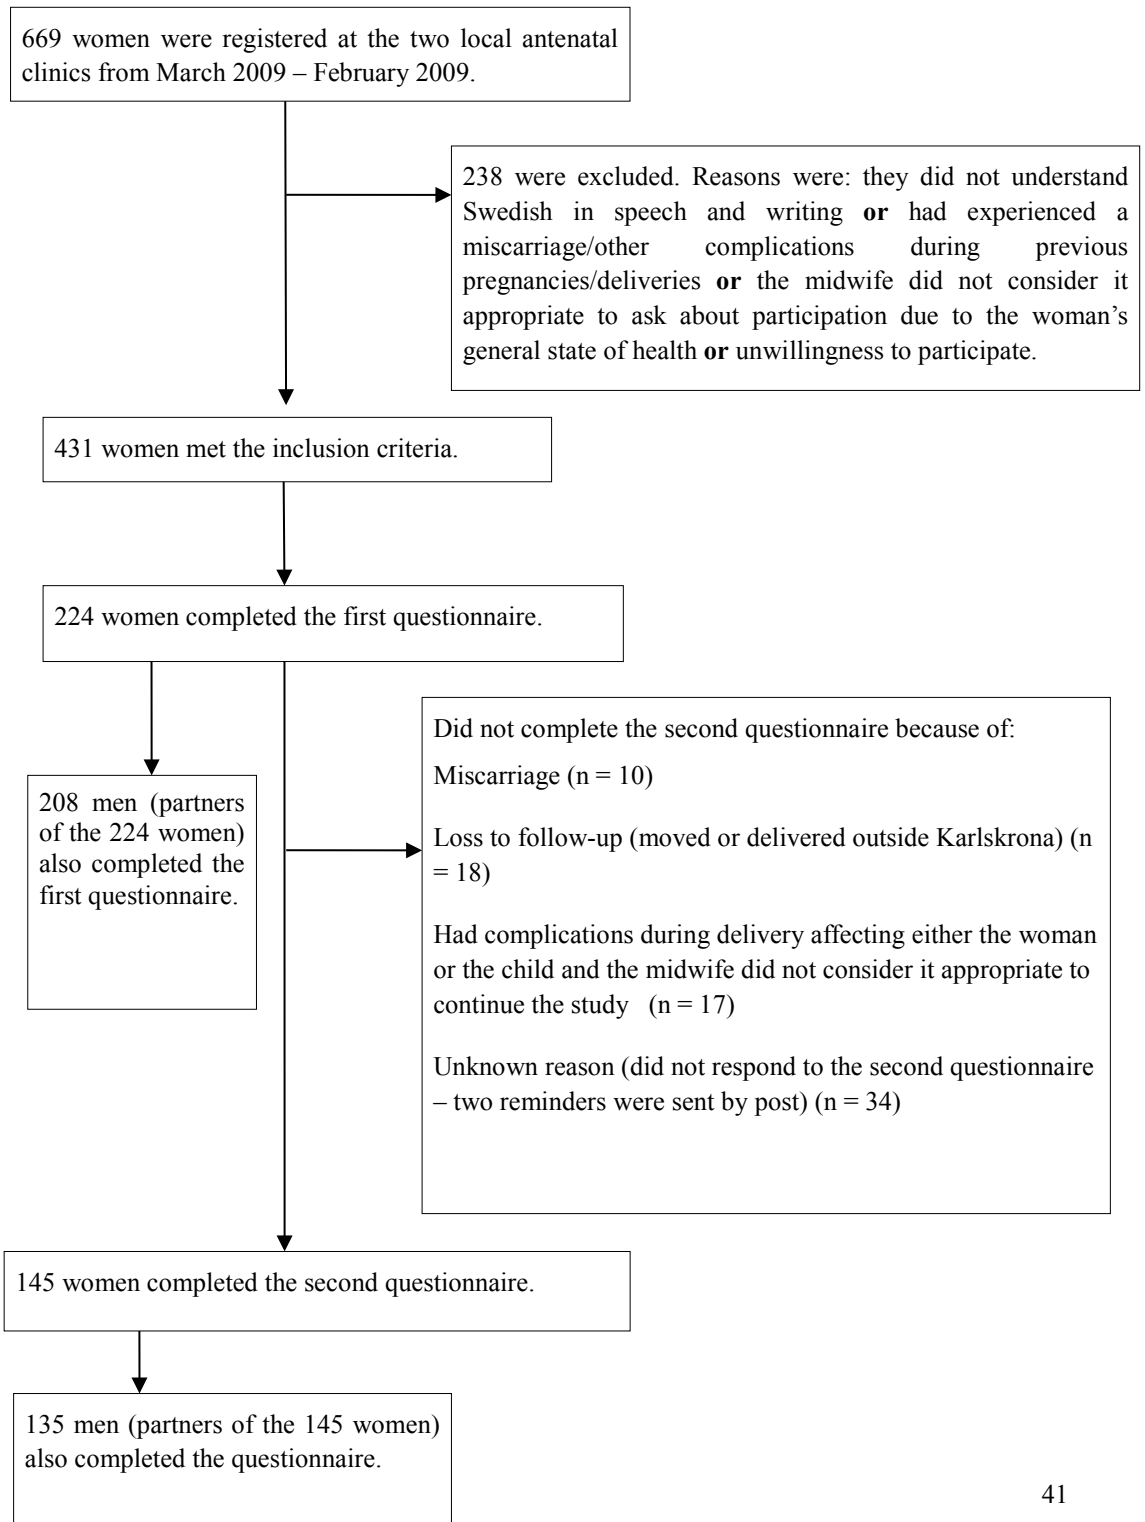 669 women were registered at the two local antenatal
clinics from March 2009 – February 2009.
238 were excluded. Reasons were: they did not understand
Swedish in speech and writing or had experienced a
miscarriage/other complications during previous
pregnancies/deliveries or the midwife did not consider it
appropriate to ask about participation due to the woman’s
general state of health or unwillingness to participate.
431 women met the inclusion criteria.
224 women completed the first questionnaire.
208 men (partners
of the 224 women)
also completed the
first questionnaire.
Did not complete the second questionnaire because of:
Miscarriage (n = 10)
Loss to follow-up (moved or delivered outside Karlskrona) (n
= 18)
Had complications during delivery affecting either the woman
or the child and the midwife did not consider it appropriate to
continue the study (n = 17)
Unknown reason (did not respond to the second questionnaire
– two reminders were sent by post) (n = 34)
145 women completed the second questionnaire.
135 men (partners of the 145 women)
also completed the questionnaire.
41